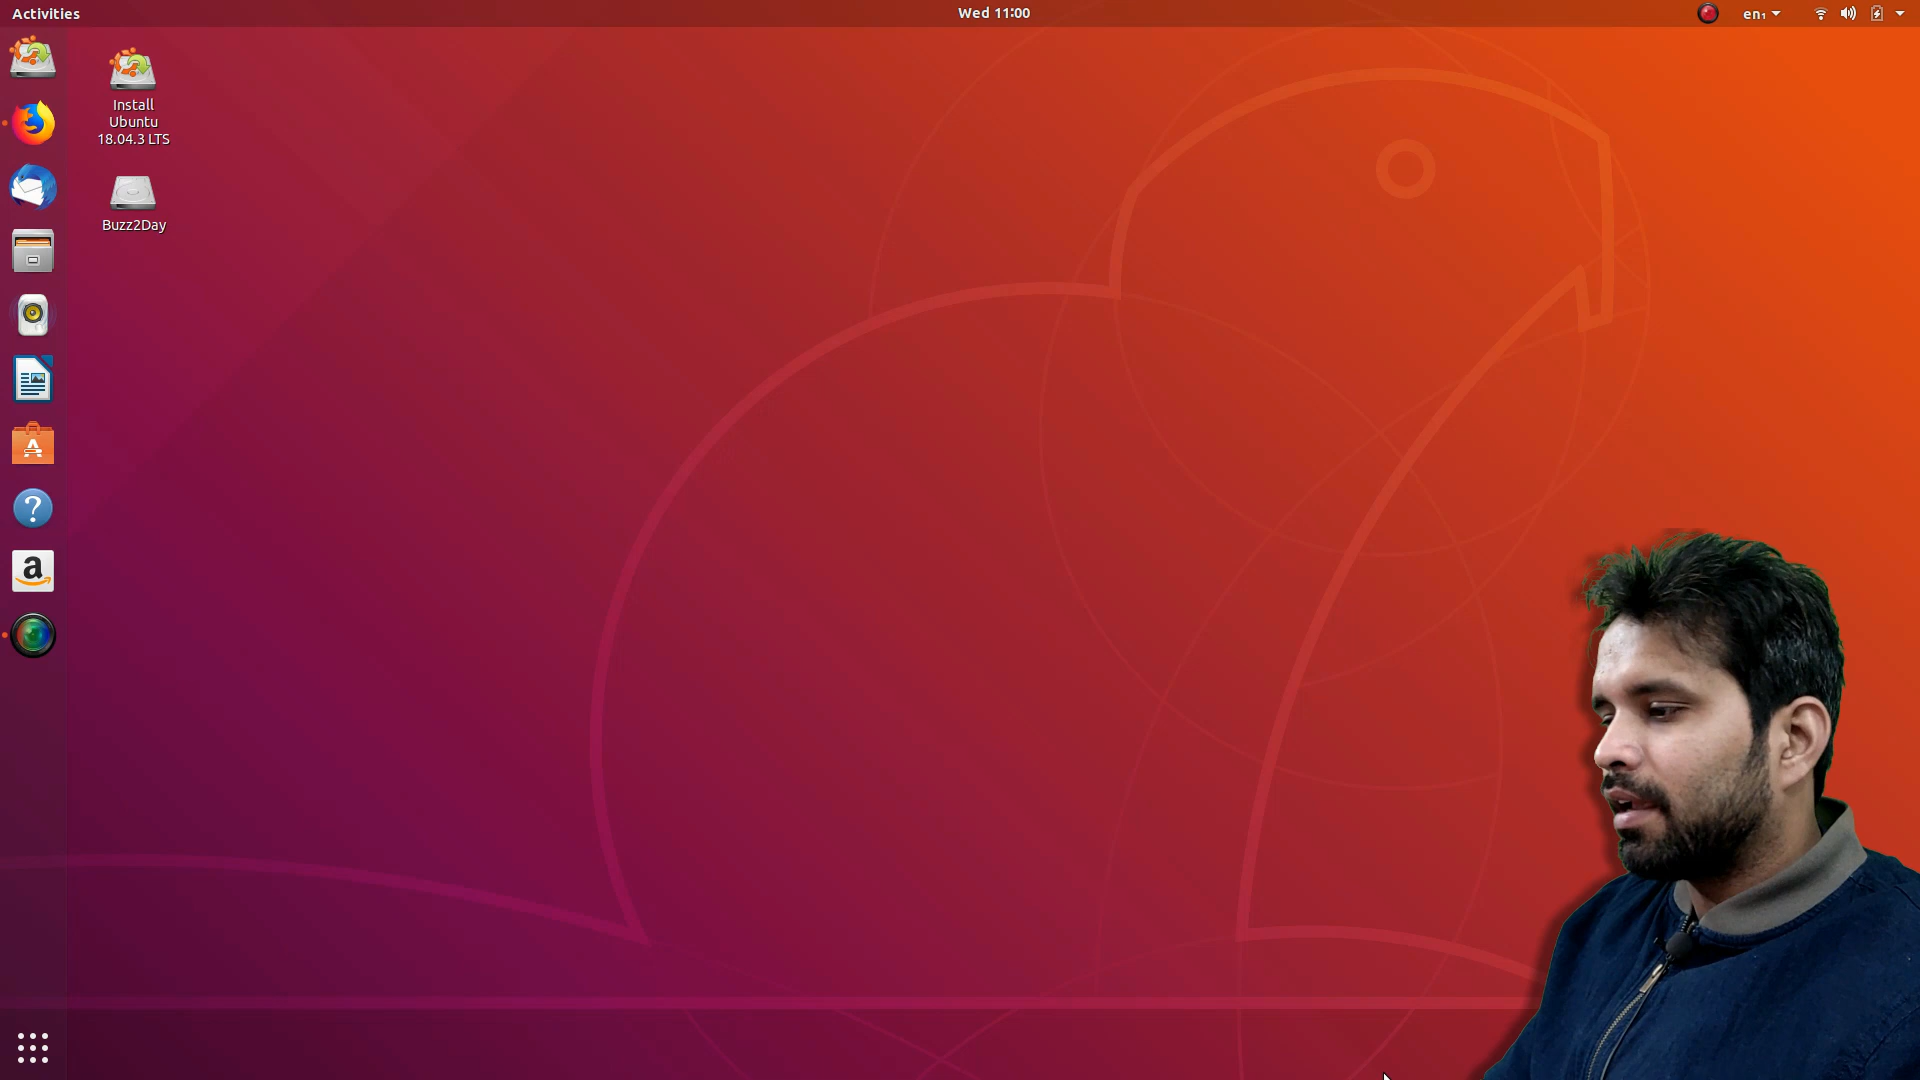 Activities
Wed 11:00
en₁
Install
Ubuntu
18.04.3 LTS
Buzz2Day